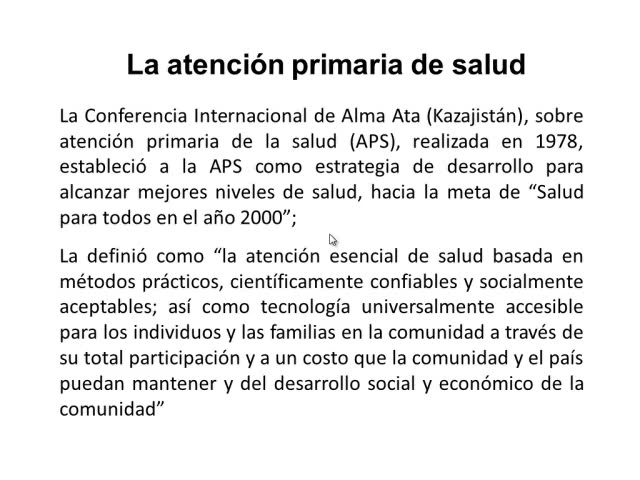 La atención primaria de salud
La Conferencia Internacional de Alma Ata (Kazajistán), sobre
atención primaria de la salud (APS), realizada en 1978,
estableció a la APS como estrategia de desarrollo para
alcanzar mejores niveles de salud, hacia la meta de “Salud
para todos en el año 2000”;
La definió como “la atención esencial de salud basada en
métodos prácticos, científicamente confiables y socialmente
aceptables; así como tecnología universalmente accesible
para los individuos y las familias en la comunidad a través de
su total participación y a un costo que la comunidad y el país
puedan mantener y del desarrollo social y económico de la
comunidad”